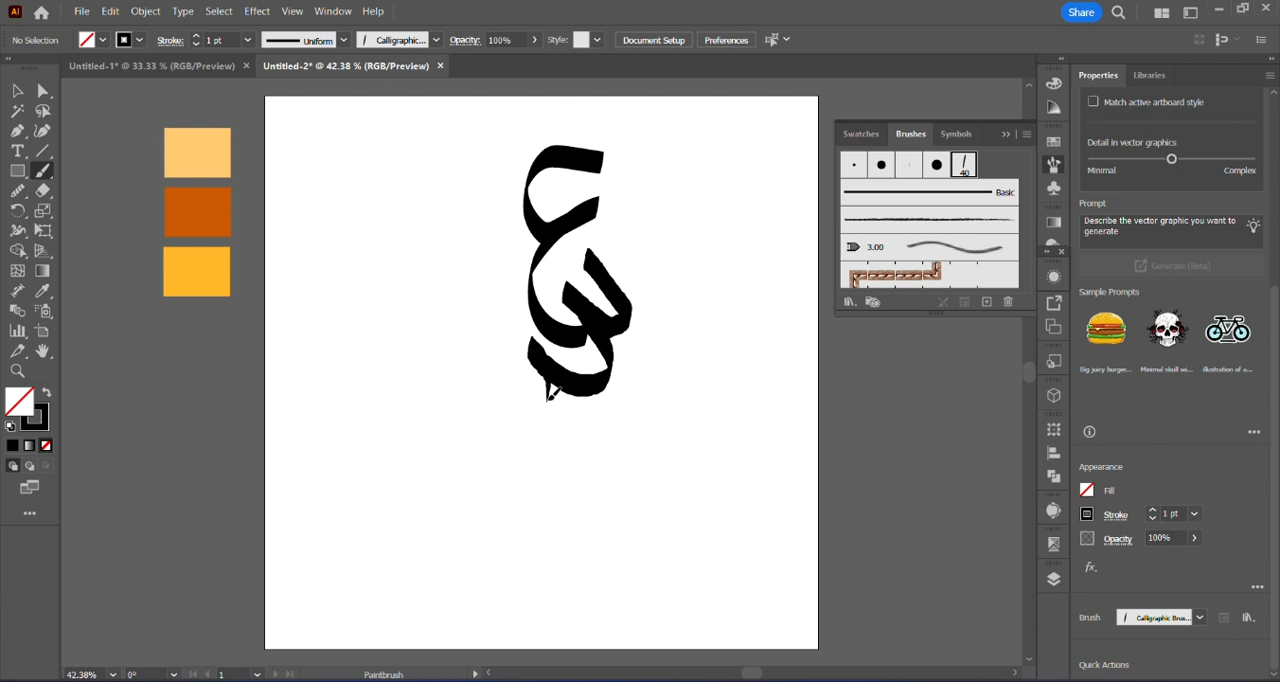 File Edit Object Type Select Effect View Window Help
Share
No Selection Stroke: 1 pt Uniform Calligraphic... Opacity: 100% Style: Document Setup Preferences
Untitled-1* @ 33.33 % (RGB/Preview) × Untitled-2* @ 42.38 % (RGB/Preview) ×
Properties Libraries
Match active artboard style
Swatches Brushes Symbols
Detail in vector graphics
40
Minimal Complex
Basic
Prompt
Describe the vector graphic you want to
generate
3.00
Generate (Beta)
Sample Prompts
Big juicy burger... Minimal skull wi... illustration of a...
Appearance
Fill
Stroke 1 pt
Opacity 100%
fx.
Brush Calligraphic Brus...
Quick Actions
42.38% 0° 1 Paintbrush